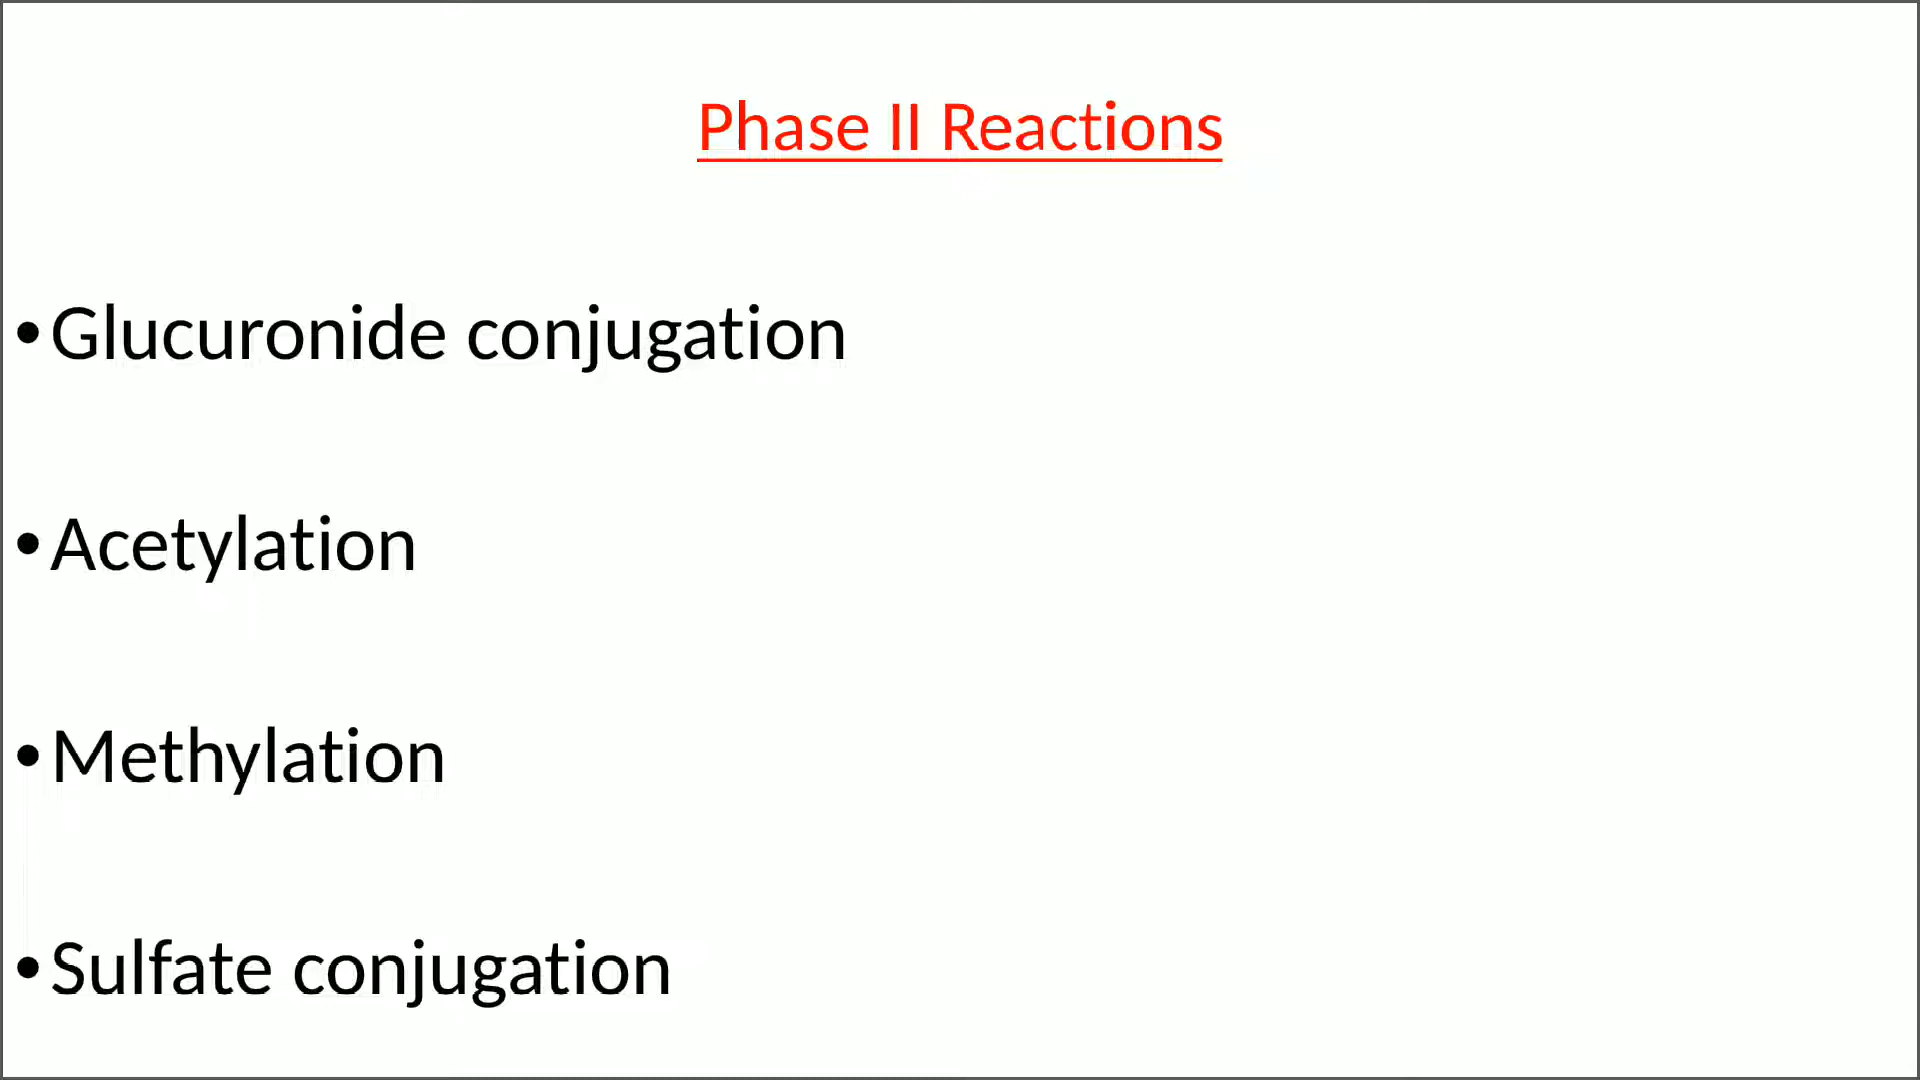 Phase II Reactions
•Glucuronide conjugation
•Acetylation
•Methylation
•Sulfate conjugation